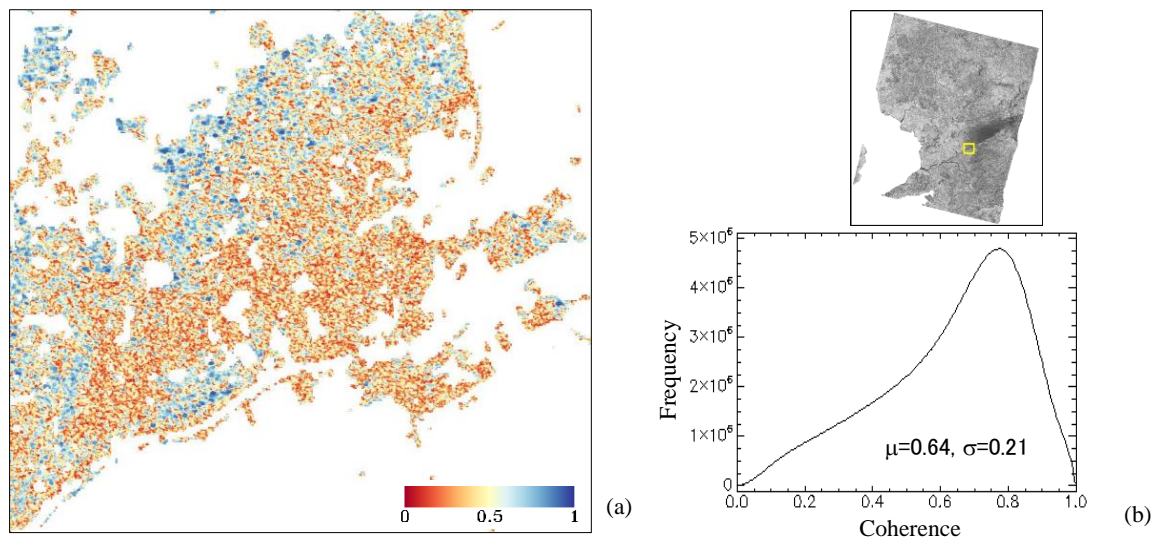 0 0.5 1
(a)
5×10⁶
4×10⁶
3×10⁶
2×10⁶
1×10⁶
0
Frequency
μ=0.64, σ=0.21
0.0 0.2 0.4 0.6 0.8 1.0
Coherence
(b)